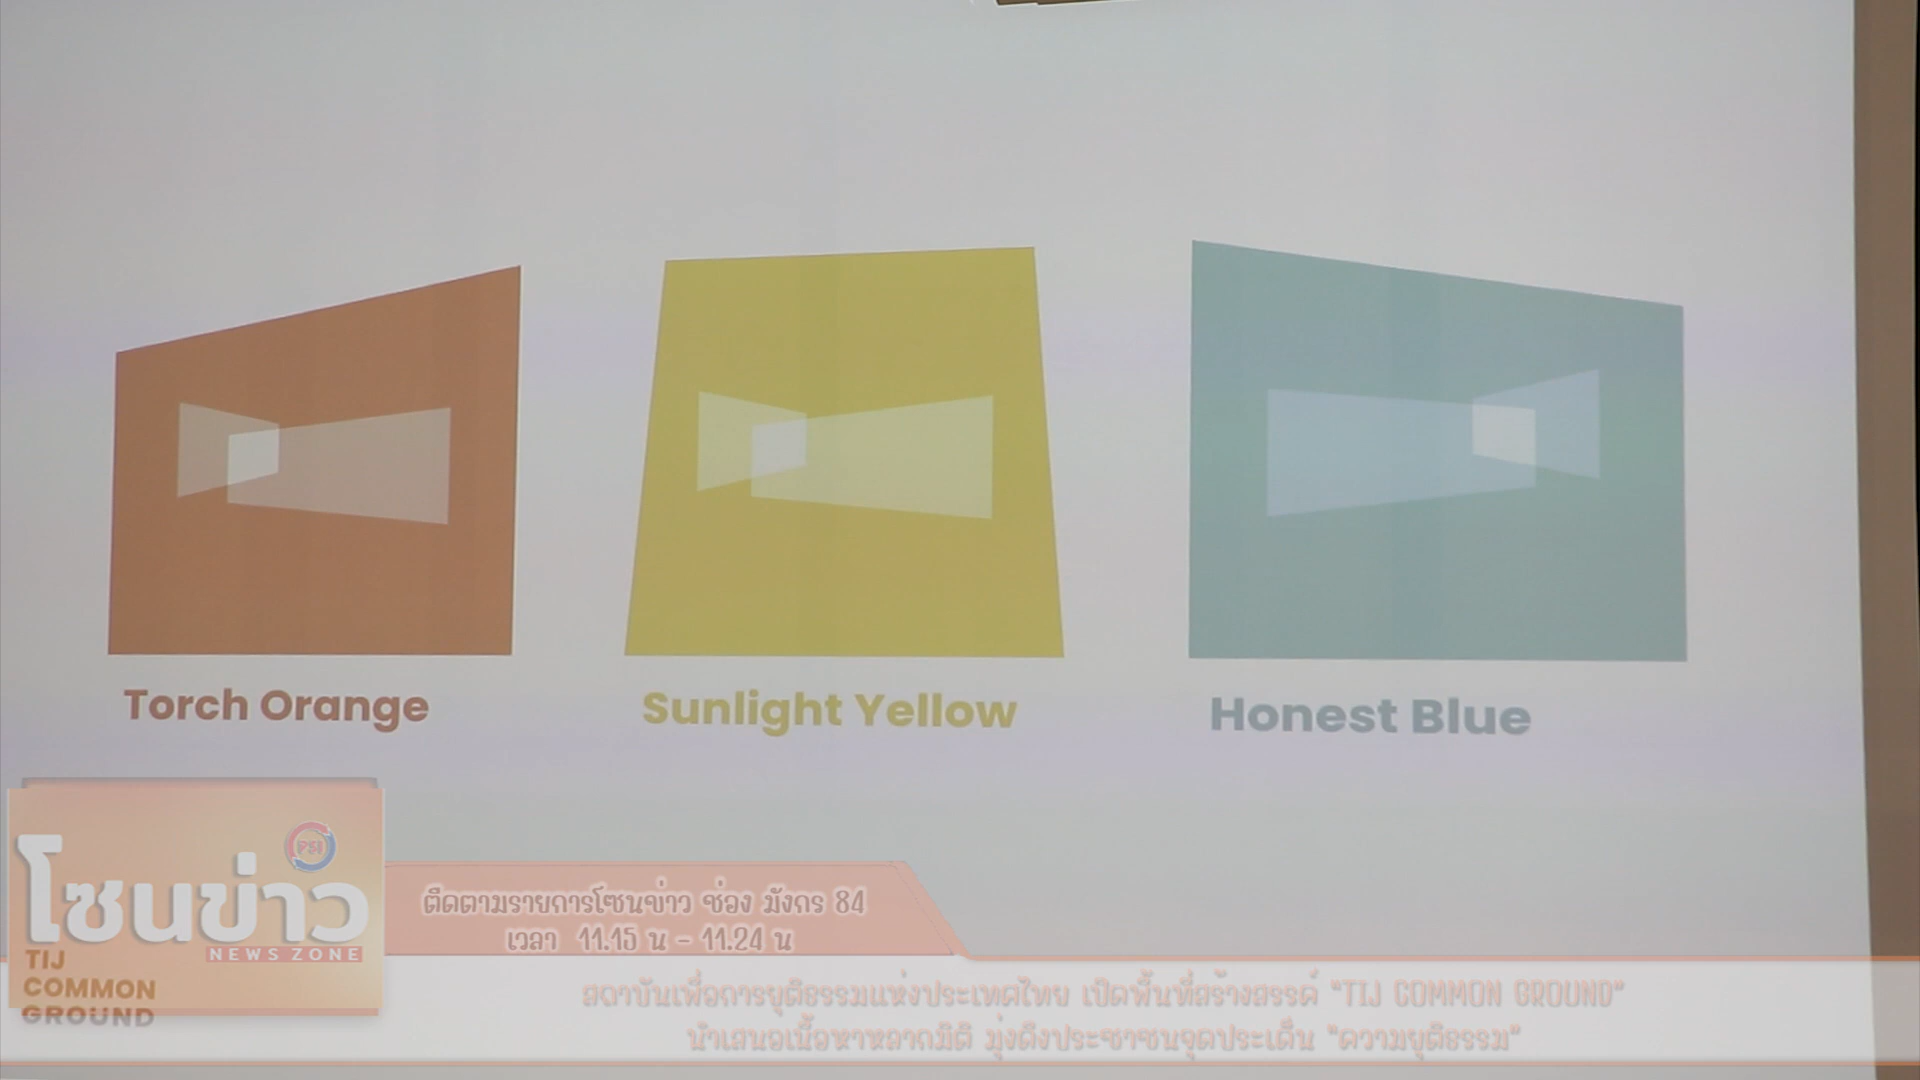 Torch Orange
Sunlight Yellow
Honest Blue
โซนข่าว
PSI
NEWS ZONE
TIJ
COMMON
GROUND
ติดตามรายการโซนข่าว ช่อง มังกร 84
เวลา 11.15 น - 11.24 น
สถาบันเพื่อการยุติธรรมแห่งประเทศไทย เปิดพื้นที่สร้างสรรค์ "TIJ COMMON GROUND"
นำเสนอเนื้อหาหลากมิติ มุ่งดึงประชาชนจุดประเด็น "ความยุติธรรม"